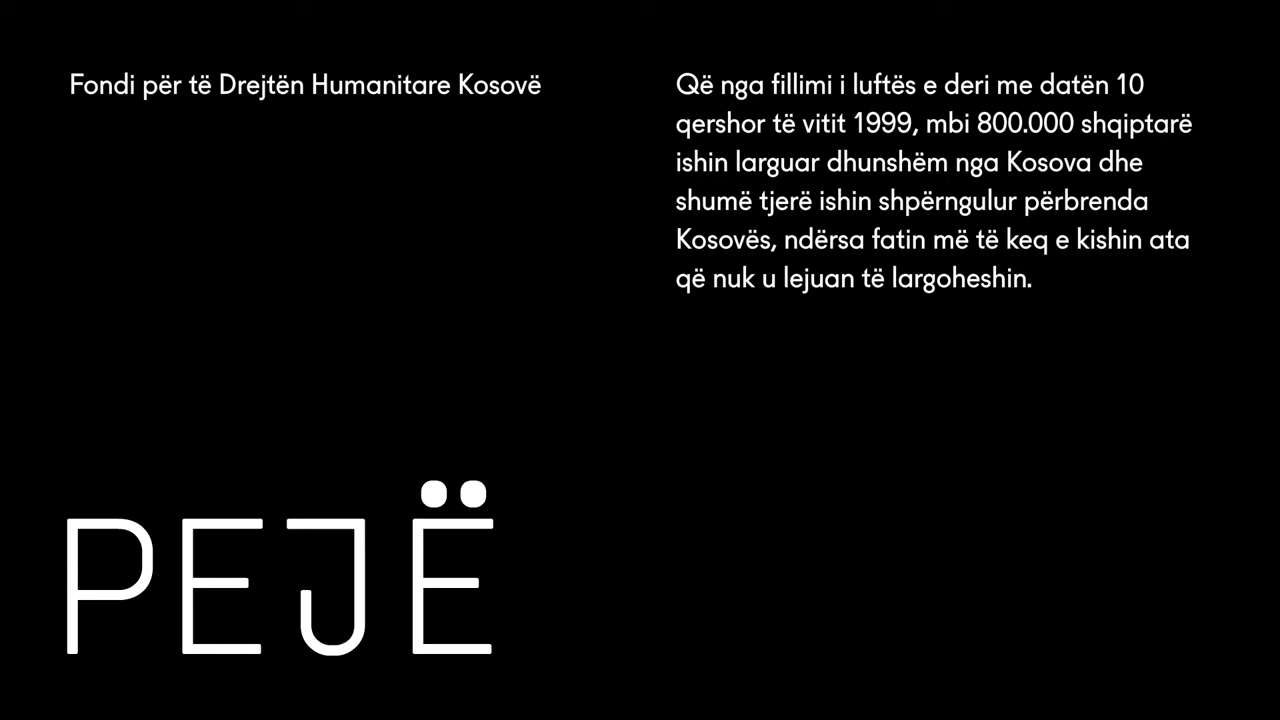 Fondi për të Drejtën Humanitare Kosovë
Që nga fillimi i luftës e deri me datën 10
qershor të vitit 1999, mbi 800.000 shqiptarë
ishin larguar dhunshëm nga Kosova dhe
shumë tjerë ishin shpërngulur përbrenda
Kosovës, ndërsa fatin më të keq e kishin ata
që nuk u lejuan të largoheshin.
PEJË